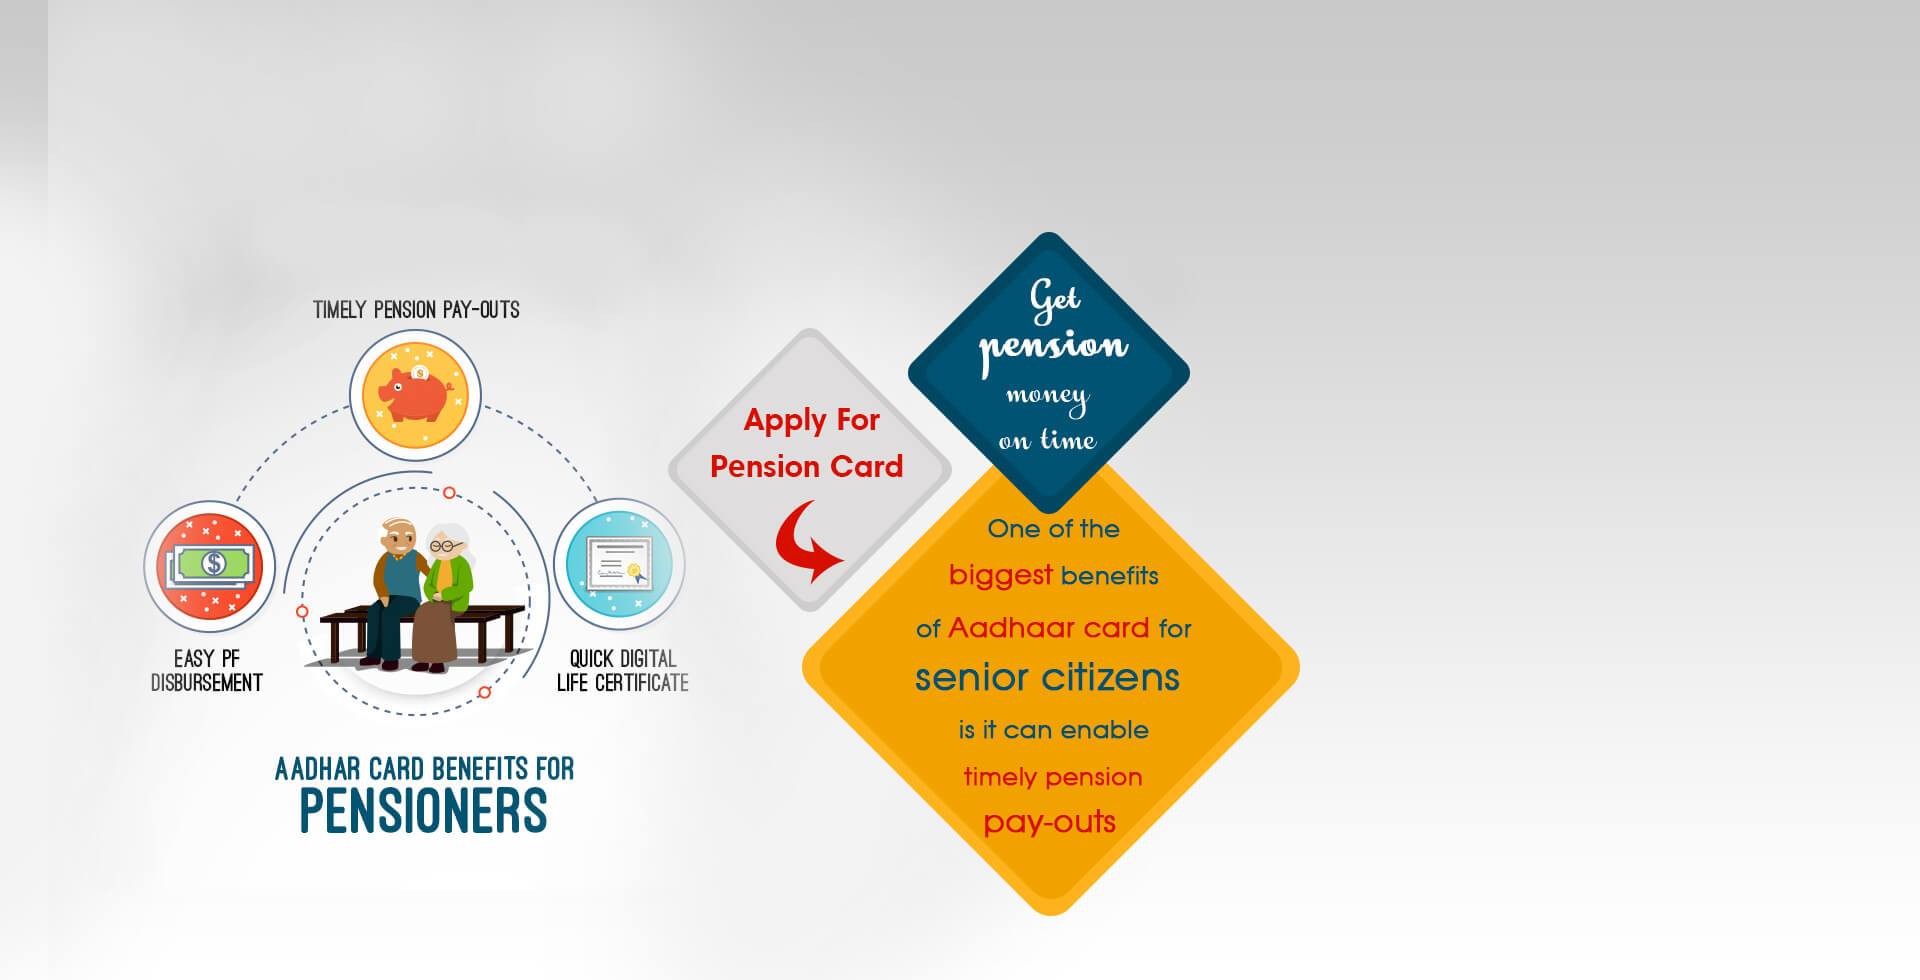 TIMELY PENSION PAY-OUTS
EASY PF
DISBURSEMENT
QUICK DIGITAL
LIFE CERTIFICATE
AADHAR CARD BENEFITS FOR
PENSIONERS
Apply For
Pension Card
Get
pension
money
on time
One of the
biggest benefits
of Aadhaar card for
senior citizens
is it can enable
timely pension
pay-outs
$
$